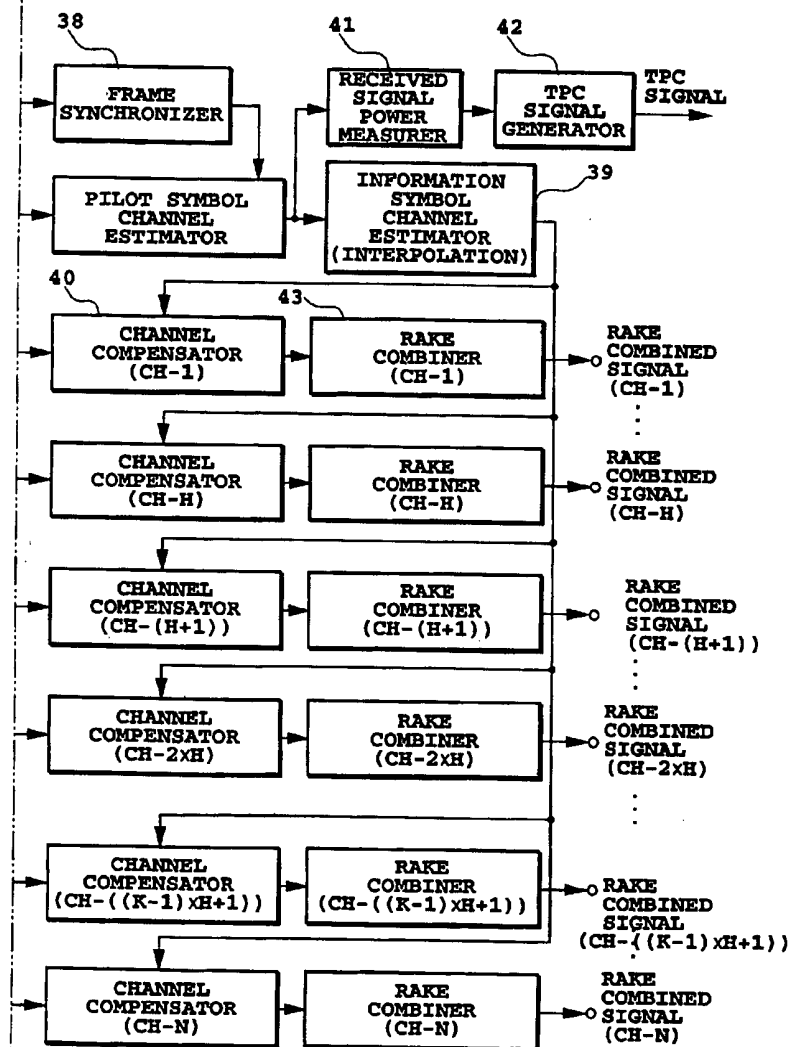 38
41
42
FRAME
SYNCHRONIZER
RECEIVED
SIGNAL
POWER
MEASURER
TPC
SIGNAL
GENERATOR
TPC
SIGNAL
PILOT SYMBOL
CHANNEL
ESTIMATOR
INFORMATION
SYMBOL
CHANNEL
ESTIMATOR
(INTERPOLATION)
39
40
43
CHANNEL
COMPENSATOR
(CH-1)
RAKE
COMBINER
(CH-1)
RAKE
COMBINED
SIGNAL
(CH-1)
CHANNEL
COMPENSATOR
(CH-H)
RAKE
COMBINER
(CH-H)
RAKE
COMBINED
SIGNAL
(CH-H)
CHANNEL
COMPENSATOR
(CH-(H+1))
RAKE
COMBINER
(CH-(H+1))
RAKE
COMBINED
SIGNAL
(CH-(H+1))
CHANNEL
COMPENSATOR
(CH-2xH)
RAKE
COMBINER
(CH-2xH)
RAKE
COMBINED
SIGNAL
(CH-2xH)
CHANNEL
COMPENSATOR
(CH-((K-1)xH+1))
RAKE
COMBINER
(CH-((K-1)xH+1))
RAKE
COMBINED
SIGNAL
(CH-((K-1)xH+1))
CHANNEL
COMPENSATOR
(CH-N)
RAKE
COMBINER
(CH-N)
RAKE
COMBINED
SIGNAL
(CH-N)